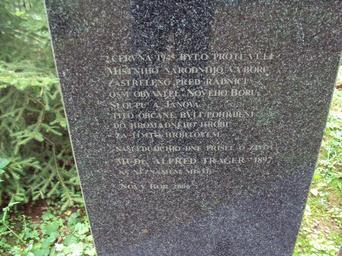 2. ČERVNA 1945 BYLO PROTI VŮLI
MÍSTNÍHO NÁRODNÍHO VÝBORU
ZASTŘELENO PŘED RADNICÍ
OSM OBYVATEL NOVÉHO BORU,
SLOUPU A JANOVA.
TITO OBČANÉ BYLI POHŘBENI
DO HROMADNÉHO HROBU
ZA TÍMTO HŘBITOVEM.
NÁSLEDUJÍCÍHO DNE PŘIŠEL O ŽIVOT
MUDR. ALFRED TRÄGER *1897
NA NEZNÁMÉM MÍSTĚ.
NOVÝ BOR 2006